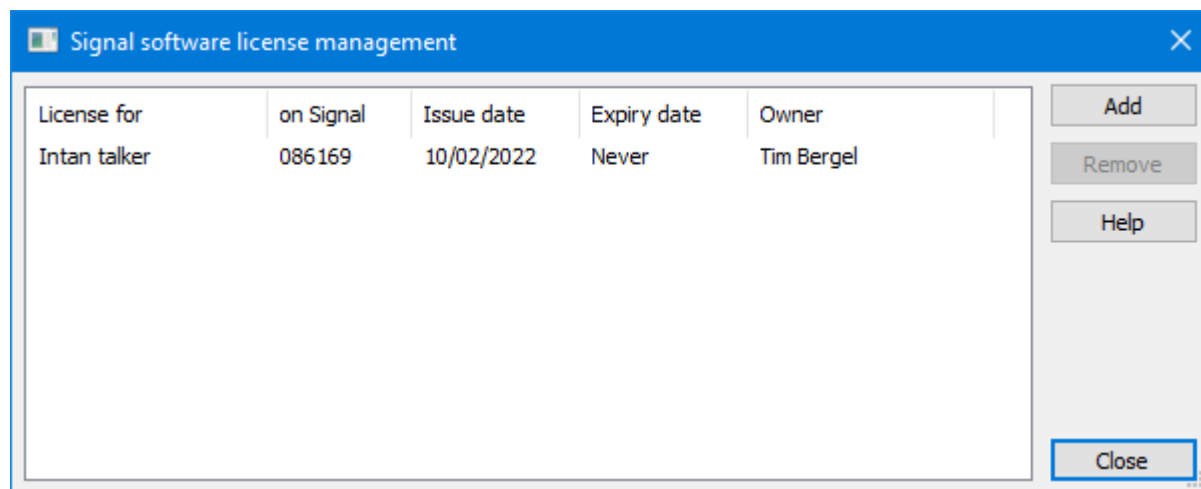 Signal software license management
License for on Signal Issue date Expiry date Owner
Intan talker 086169 10/02/2022 Never Tim Bergel
Add
Remove
Help
Close